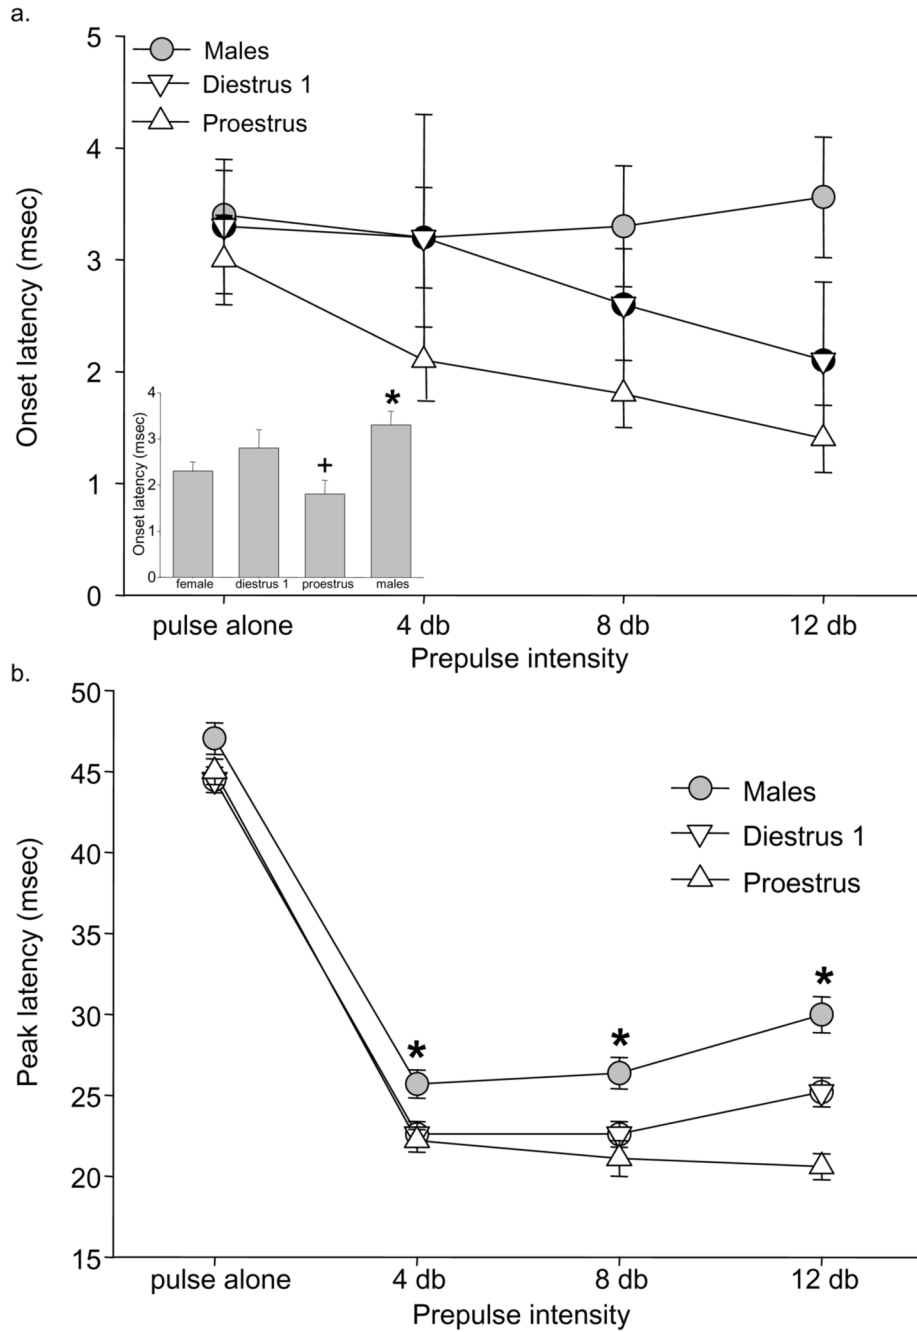 a.
5
4
3
2
1
0
Onset latency (msec)
Males
Diestrus 1
Proestrus
4
3
2
1
0
Onset latency (msec)
+
*
female diestrus 1 proestrus males
pulse alone 4 db 8 db 12 db
Prepulse intensity
b.
50
45
40
35
30
25
20
15
Peak latency (msec)
Males
Diestrus 1
Proestrus
* * *
pulse alone 4 db 8 db 12 db
Prepulse intensity